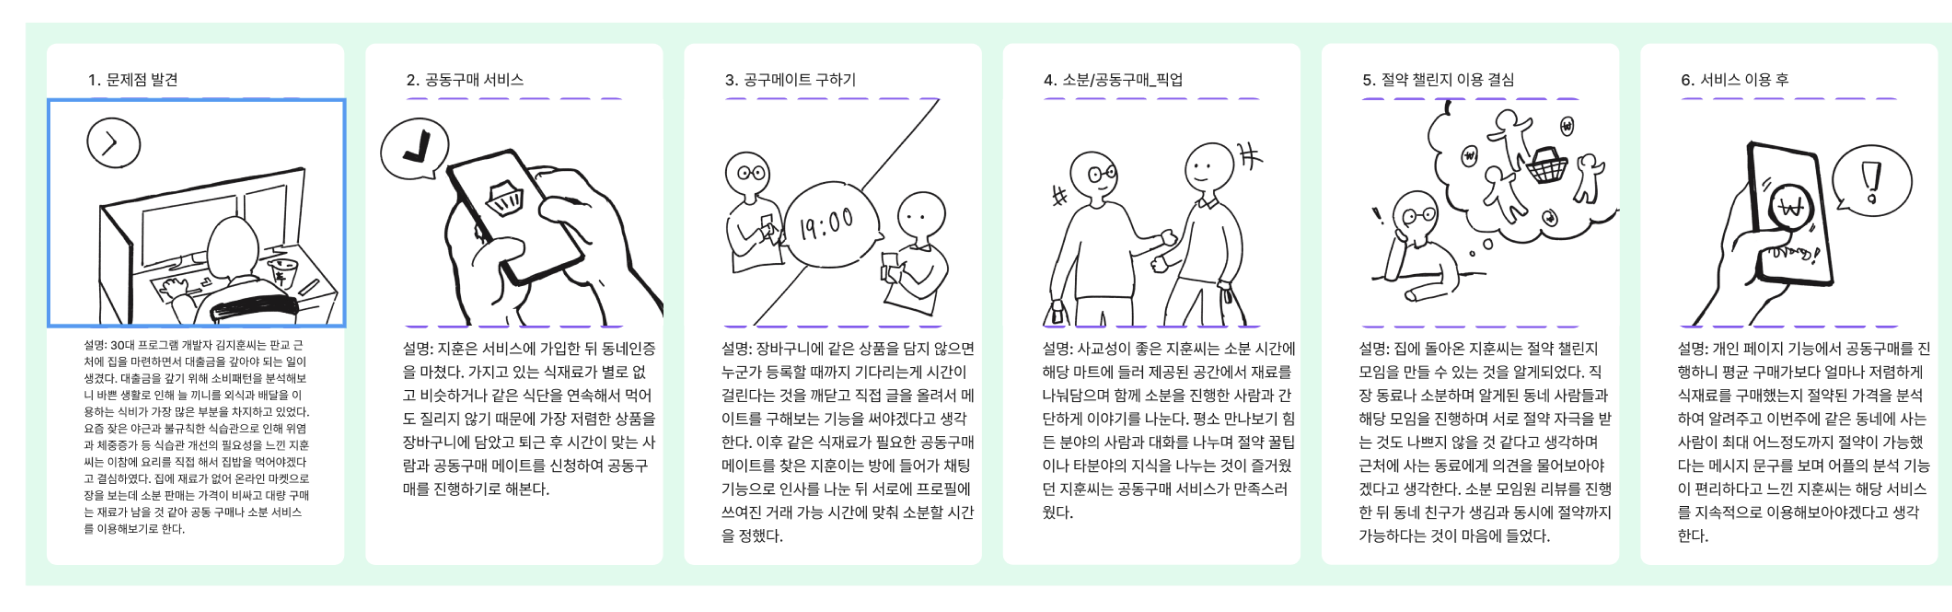 1. 문제점 발견
설명: 30대 프로그램 개발자 김지훈씨는 판교 근
처에 집을 마련하면서 대출금을 갚아야 되는 일이
생겼다. 대출금을 갚기 위해 소비패턴을 분석해보
니 바쁜 생활로 인해 늘 끼니를 외식과 배달을 이
용하는 식비가 가장 많은 부분을 차지하고 있었다.
요즘 잦은 야근과 불규칙한 식습관으로 인해 위염
과 체중증가 등 식습관 개선의 필요성을 느낀 지훈
씨는 이참에 요리를 직접 해서 집밥을 먹어야겠다
고 결심하였다. 집에 재료가 없어 온라인 마켓으로
장을 보는데 소분 판매는 가격이 비싸고 대량 구매
는 재료가 남을 것 같아 공동 구매나 소분 서비스
를 이용해보기로 한다.
2. 공동구매 서비스
설명: 지훈은 서비스에 가입한 뒤 동네인증
을 마쳤다. 가지고 있는 식재료가 별로 없
고 비슷하거나 같은 식단을 연속해서 먹어
도 질리지 않기 때문에 가장 저렴한 상품을
장바구니에 담았고 퇴근 후 시간이 맞는 사
람과 공동구매 메이트를 신청하여 공동구
매를 진행하기로 해본다.
3. 공구메이트 구하기
19:00
설명: 장바구니에 같은 상품을 담지 않으면
누군가 등록할 때까지 기다리는게 시간이
걸린다는 것을 깨닫고 직접 글을 올려서 메
이트를 구해보는 기능을 써야겠다고 생각
한다. 이후 같은 식재료가 필요한 공동구매
메이트를 찾은 지훈이는 방에 들어가 채팅
기능으로 인사를 나눈 뒤 서로에 프로필에
쓰여진 거래 가능 시간에 맞춰 소분할 시간
을 정했다.
4. 소분/공동구매_픽업
설명: 사교성이 좋은 지훈씨는 소분 시간에
해당 마트에 들러 제공된 공간에서 재료를
나눠담으며 함께 소분을 진행한 사람과 간
단하게 이야기를 나눈다. 평소 만나보기 힘
든 분야의 사람과 대화를 나누며 절약 꿀팁
이나 타분야의 지식을 나누는 것이 즐거웠
던 지훈씨는 공동구매 서비스가 만족스러
웠다.
5. 절약 챌린지 이용 결심
₩
₩
₩
설명: 집에 돌아온 지훈씨는 절약 챌린지
모임을 만들 수 있는 것을 알게되었다. 직
장 동료나 소분하며 알게된 동네 사람들과
해당 모임을 진행하며 서로 절약 자극을 받
는 것도 나쁘지 않을 것 같다고 생각하며
근처에 사는 동료에게 의견을 물어보아야
겠다고 생각한다. 소분 모임원 리뷰를 진행
한 뒤 동네 친구가 생김과 동시에 절약까지
가능하다는 것이 마음에 들었다.
6. 서비스 이용 후
₩
!
설명: 개인 페이지 기능에서 공동구매를 진
행하니 평균 구매가보다 얼마나 저렴하게
식재료를 구매했는지 절약된 가격을 분석
하여 알려주고 이번주에 같은 동네에 사는
사람이 최대 어느정도까지 절약이 가능했
다는 메시지 문구를 보며 어플의 분석 기능
이 편리하다고 느낀 지훈씨는 해당 서비스
를 지속적으로 이용해보아야겠다고 생각
한다.